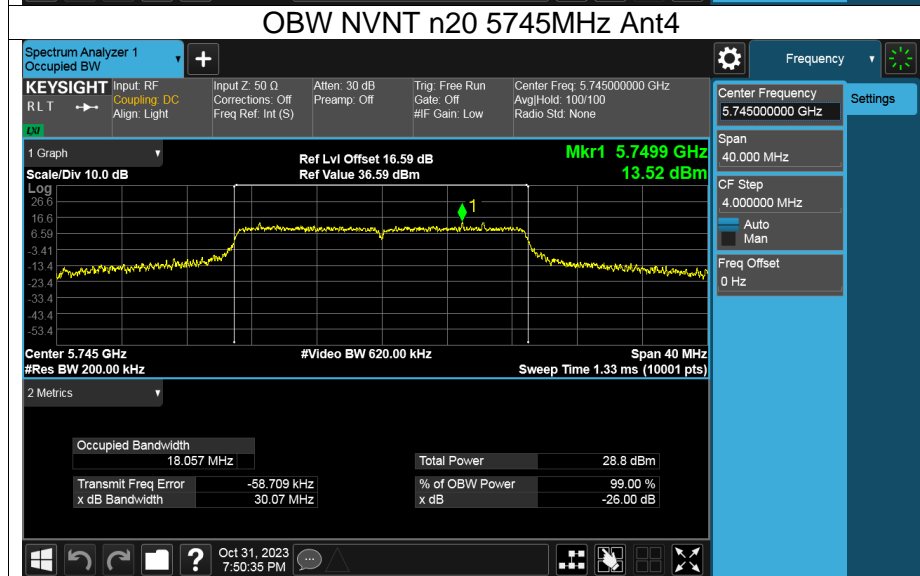 OBW NVNT n20 5745MHz Ant4
Spectrum Analyzer 1
Occupied BW
+
Frequency
KEYSIGHT
RLT
LXI
Input: RF
Coupling: DC
Align: Light
Input Z: 50 Ω
Corrections: Off
Freq Ref: Int (S)
Atten: 30 dB
Preamp: Off
Trig: Free Run
Gate: Off
#IF Gain: Low
Center Freq: 5.745000000 GHz
Avg|Hold: 100/100
Radio Std: None
Center Frequency
5.745000000 GHz
Settings
Span
40.000 MHz
CF Step
4.000000 MHz
Auto
Man
Freq Offset
0 Hz
1 Graph
Ref Lvl Offset 16.59 dB
Mkr1 5.7499 GHz
Scale/Div 10.0 dB
Ref Value 36.59 dBm
13.52 dBm
Log
26.6
16.6
6.59
-3.41
-13.4
-23.4
-33.4
-43.4
-53.4
1
Center 5.745 GHz
#Video BW 620.00 kHz
Span 40 MHz
#Res BW 200.00 kHz
Sweep Time 1.33 ms (10001 pts)
2 Metrics
Occupied Bandwidth
18.057 MHz
Total Power 28.8 dBm
Transmit Freq Error -58.709 kHz
% of OBW Power 99.00 %
x dB Bandwidth 30.07 MHz
x dB -26.00 dB
?
Oct 31, 2023
7:50:35 PM